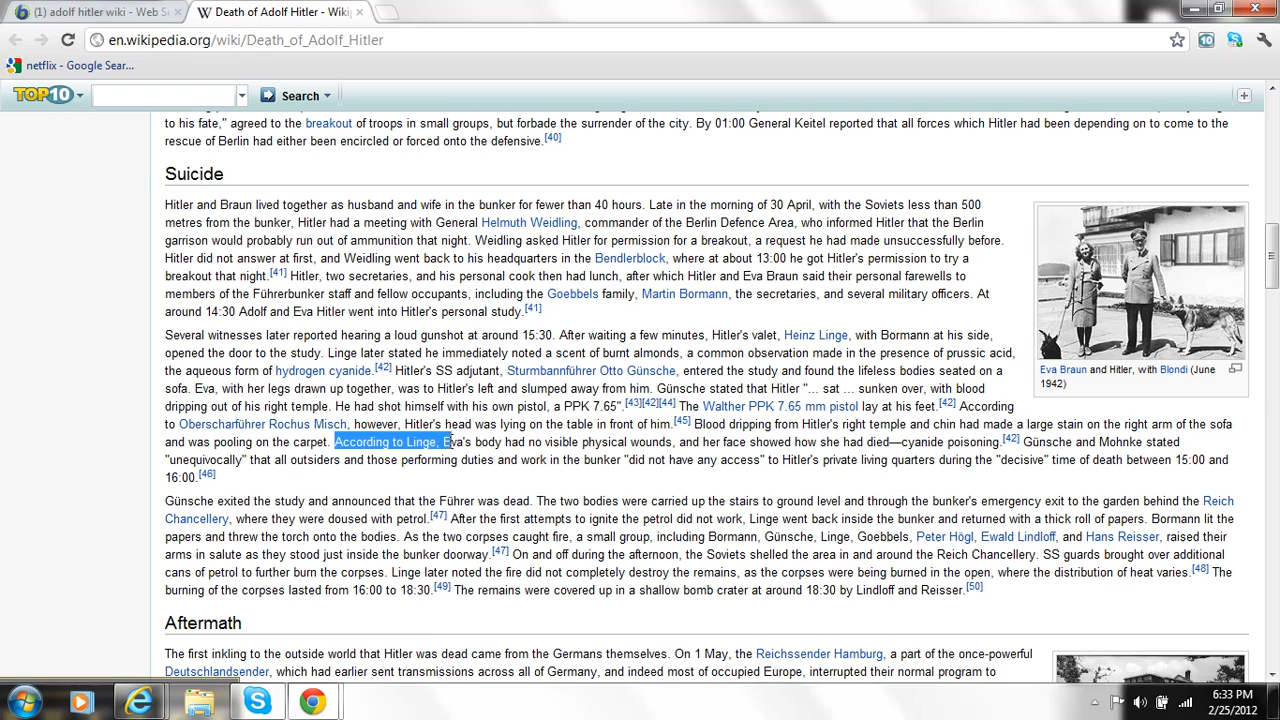 (1) adolf hitler wiki - Web Se
Death of Adolf Hitler - Wikip
en.wikipedia.org/wiki/Death_of_Adolf_Hitler
netflix - Google Sear...
TOP10
Search
to his fate," agreed to the breakout of troops in small groups, but forbade the surrender of the city. By 01:00 General Keitel reported that all forces which Hitler had been depending on to come to the
rescue of Berlin had either been encircled or forced onto the defensive.[40]
Suicide
Hitler and Braun lived together as husband and wife in the bunker for fewer than 40 hours. Late in the morning of 30 April, with the Soviets less than 500
metres from the bunker, Hitler had a meeting with General Helmuth Weidling, commander of the Berlin Defence Area, who informed Hitler that the Berlin
garrison would probably run out of ammunition that night. Weidling asked Hitler for permission for a breakout, a request he had made unsuccessfully before.
Hitler did not answer at first, and Weidling went back to his headquarters in the Bendlerblock, where at about 13:00 he got Hitler's permission to try a
breakout that night.[41] Hitler, two secretaries, and his personal cook then had lunch, after which Hitler and Eva Braun said their personal farewells to
members of the Führerbunker staff and fellow occupants, including the Goebbels family, Martin Bormann, the secretaries, and several military officers. At
around 14:30 Adolf and Eva Hitler went into Hitler's personal study.[41]
Eva Braun and Hitler, with Blondi (June
1942)
Several witnesses later reported hearing a loud gunshot at around 15:30. After waiting a few minutes, Hitler's valet, Heinz Linge, with Bormann at his side,
opened the door to the study. Linge later stated he immediately noted a scent of burnt almonds, a common observation made in the presence of prussic acid,
the aqueous form of hydrogen cyanide.[42] Hitler's SS adjutant, Sturmbannführer Otto Günsche, entered the study and found the lifeless bodies seated on a
sofa. Eva, with her legs drawn up together, was to Hitler's left and slumped away from him. Günsche stated that Hitler "... sat ... sunken over, with blood
dripping out of his right temple. He had shot himself with his own pistol, a PPK 7.65".[43][42][44] The Walther PPK 7.65 mm pistol lay at his feet.[42] According
to Oberscharführer Rochus Misch, however, Hitler's head was lying on the table in front of him.[45] Blood dripping from Hitler's right temple and chin had made a large stain on the right arm of the sofa
and was pooling on the carpet. According to Linge, Eva's body had no visible physical wounds, and her face showed how she had died—cyanide poisoning.[42] Günsche and Mohnke stated
"unequivocally" that all outsiders and those performing duties and work in the bunker "did not have any access" to Hitler's private living quarters during the "decisive" time of death between 15:00 and
16:00.[46]
Günsche exited the study and announced that the Führer was dead. The two bodies were carried up the stairs to ground level and through the bunker's emergency exit to the garden behind the Reich
Chancellery, where they were doused with petrol.[47] After the first attempts to ignite the petrol did not work, Linge went back inside the bunker and returned with a thick roll of papers. Bormann lit the
papers and threw the torch onto the bodies. As the two corpses caught fire, a small group, including Bormann, Günsche, Linge, Goebbels, Peter Högl, Ewald Lindloff, and Hans Reisser, raised their
arms in salute as they stood just inside the bunker doorway.[47] On and off during the afternoon, the Soviets shelled the area in and around the Reich Chancellery. SS guards brought over additional
cans of petrol to further burn the corpses. Linge later noted the fire did not completely destroy the remains, as the corpses were being burned in the open, where the distribution of heat varies.[48] The
burning of the corpses lasted from 16:00 to 18:30.[49] The remains were covered up in a shallow bomb crater at around 18:30 by Lindloff and Reisser.[50]
Aftermath
The first inkling to the outside world that Hitler was dead came from the Germans themselves. On 1 May, the Reichssender Hamburg, a part of the once-powerful
Deutschlandsender, which had earlier sent transmissions across all of Germany, and indeed most of occupied Europe, interrupted their normal program to
6:33 PM
2/25/2012